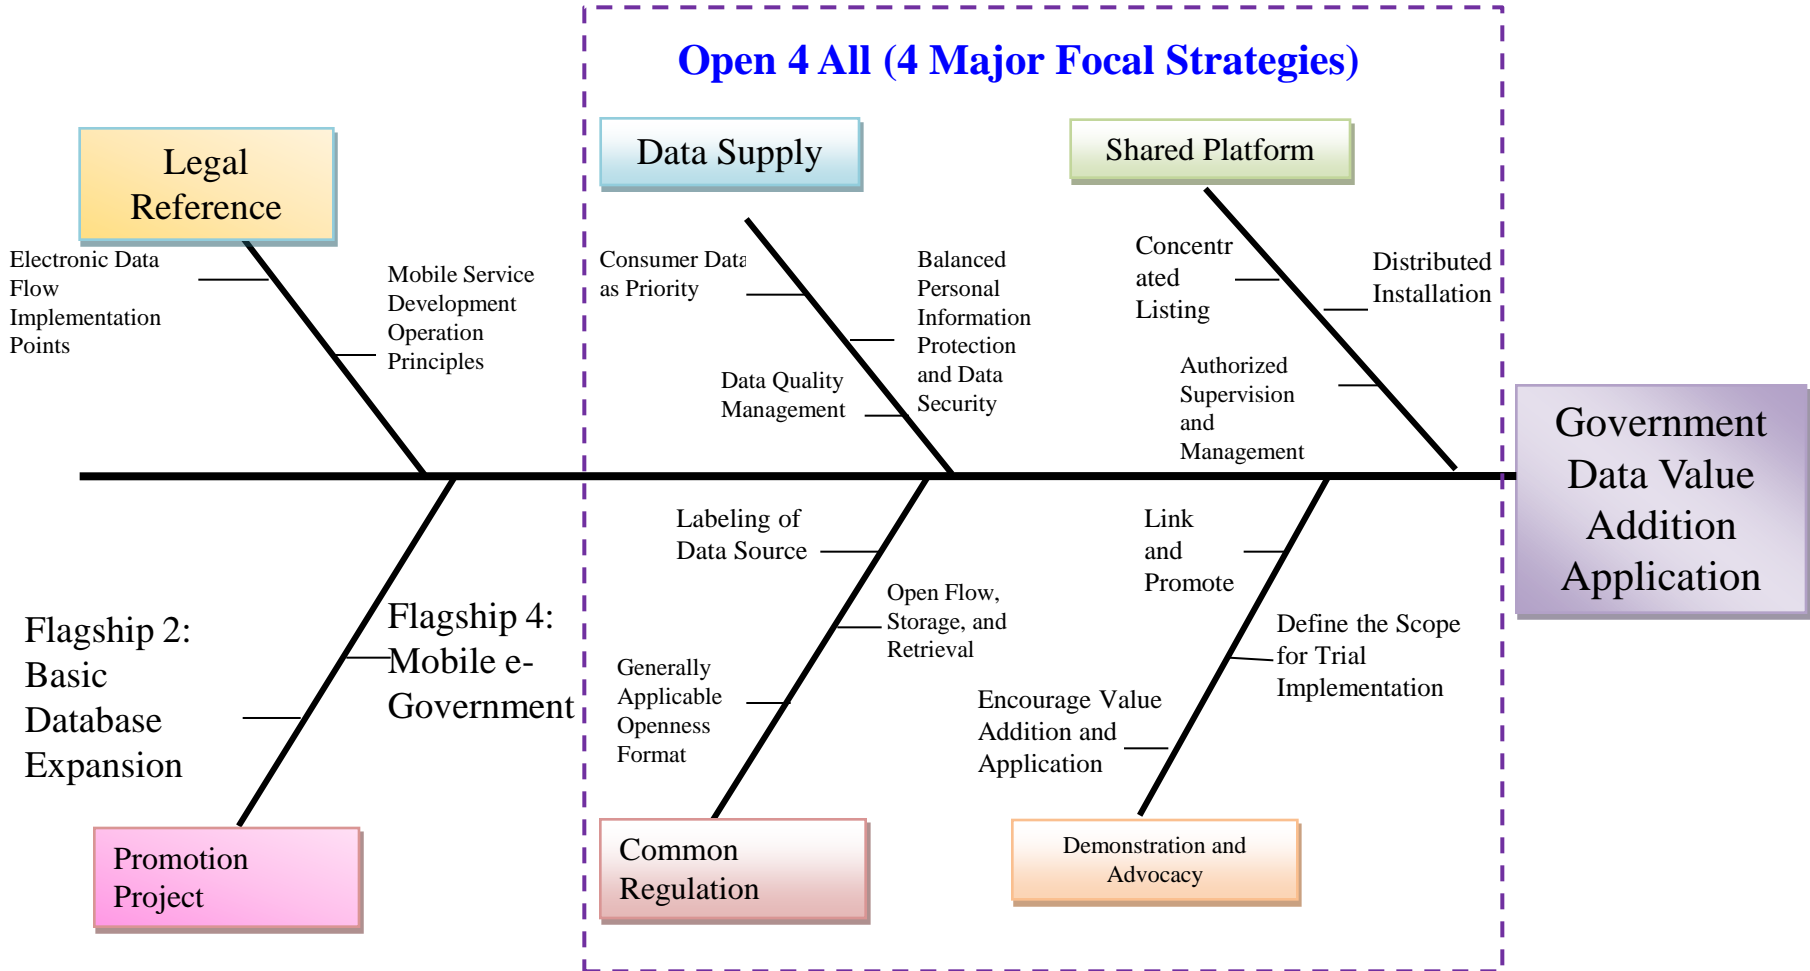 Open 4 All (4 Major Focal Strategies)
Legal
Reference
Data Supply
Shared Platform
Electronic Data
Flow
Implementation
Points
Mobile Service
Development
Operation
Principles
Consumer Data
as Priority
Data Quality
Management
Balanced
Personal
Information
Protection
and Data
Security
Concentr
ated
Listing
Distributed
Installation
Authorized
Supervision
and
Management
Government
Data Value
Addition
Application
Flagship 2:
Basic
Database
Expansion
Flagship 4:
Mobile e-
Government
Labeling of
Data Source
Open Flow,
Storage, and
Retrieval
Generally
Applicable
Openness
Format
Link
and
Promote
Define the Scope
for Trial
Implementation
Encourage Value
Addition and
Application
Promotion
Project
Common
Regulation
Demonstration and
Advocacy